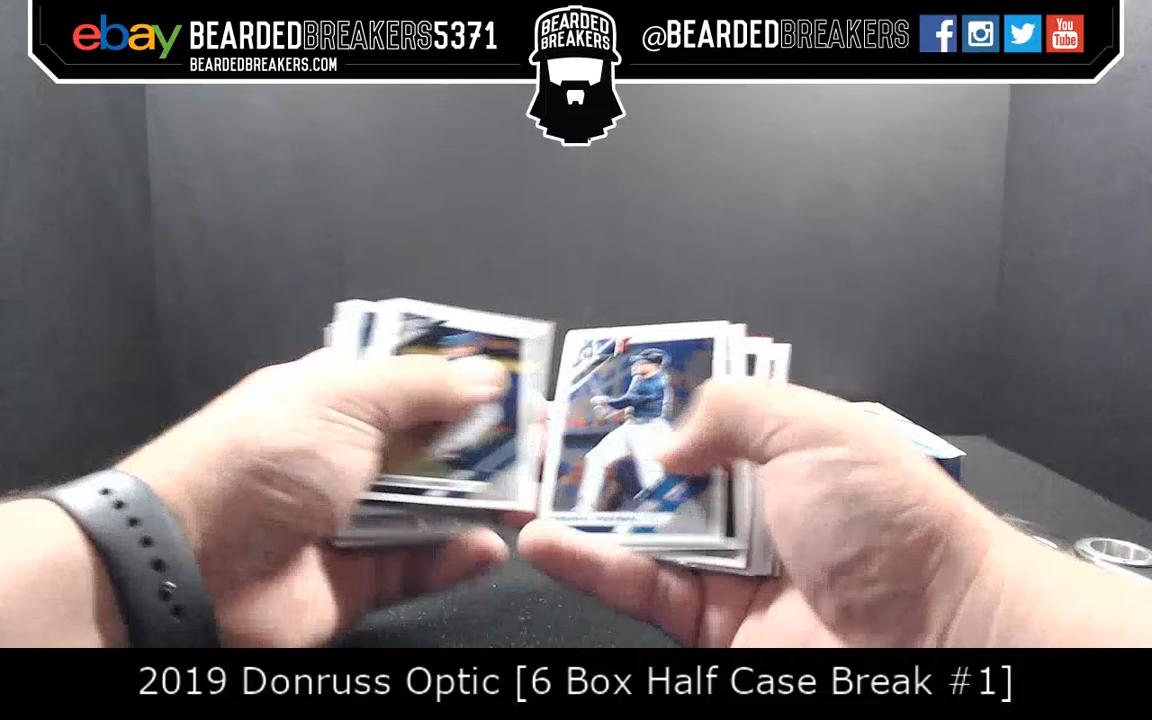 ebay BEARDEDBREAKERS5371
BEARDEDBREAKERS.COM
BEARDED
BREAKERS
@BEARDEDBREAKERS
You
Tube
2019 Donruss Optic [6 Box Half Case Break #1]